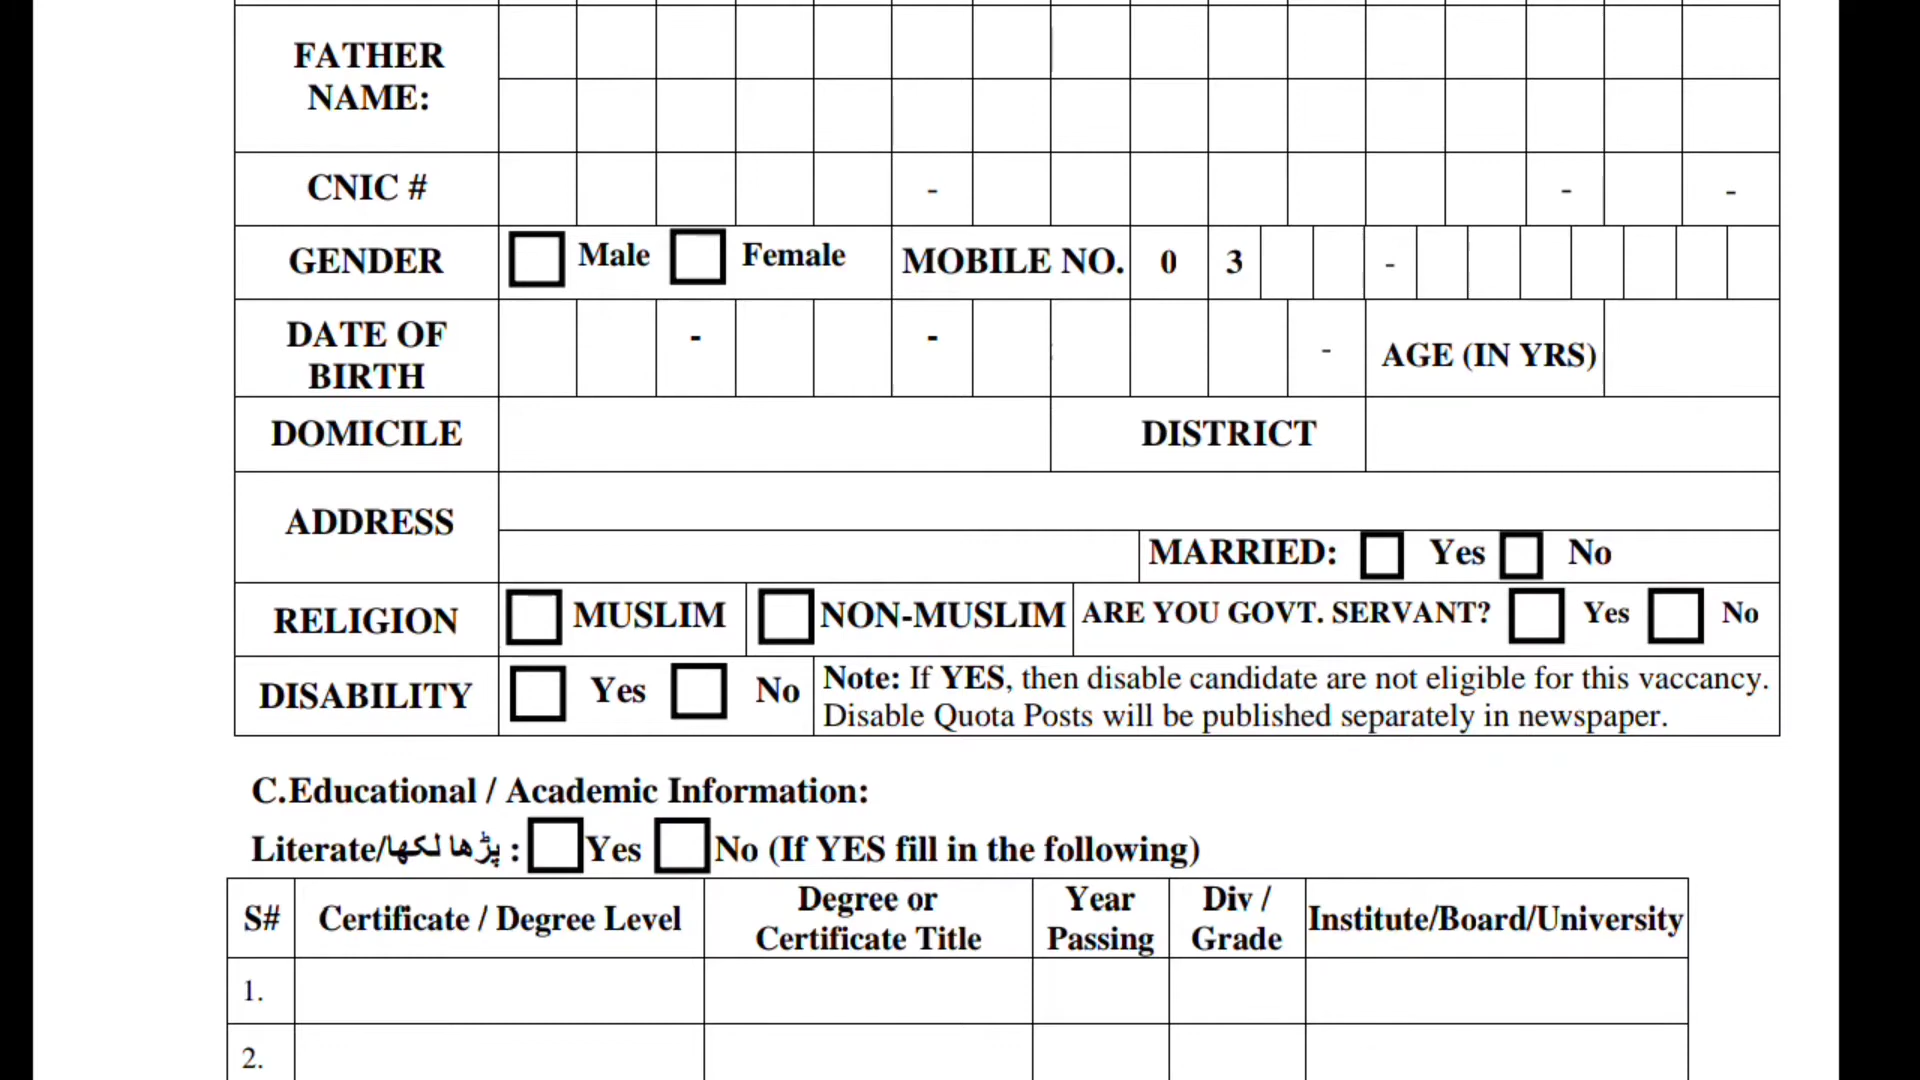 FATHER
NAME:
CNIC # - - -
GENDER Male Female MOBILE NO. 0 3 -
DATE OF
BIRTH - - - AGE (IN YRS)
DOMICILE DISTRICT
ADDRESS
MARRIED: Yes No
RELIGION MUSLIM NON-MUSLIM ARE YOU GOVT. SERVANT? Yes No
DISABILITY Yes No Note: If YES, then disable candidate are not eligible for this vaccancy.
Disable Quota Posts will be published separately in newspaper.
C.Educational / Academic Information:
Literate/پڑھا لکھا : Yes No (If YES fill in the following)
S# Certificate / Degree Level Degree or Certificate Title Year Passing Div / Grade Institute/Board/University
1.
2.